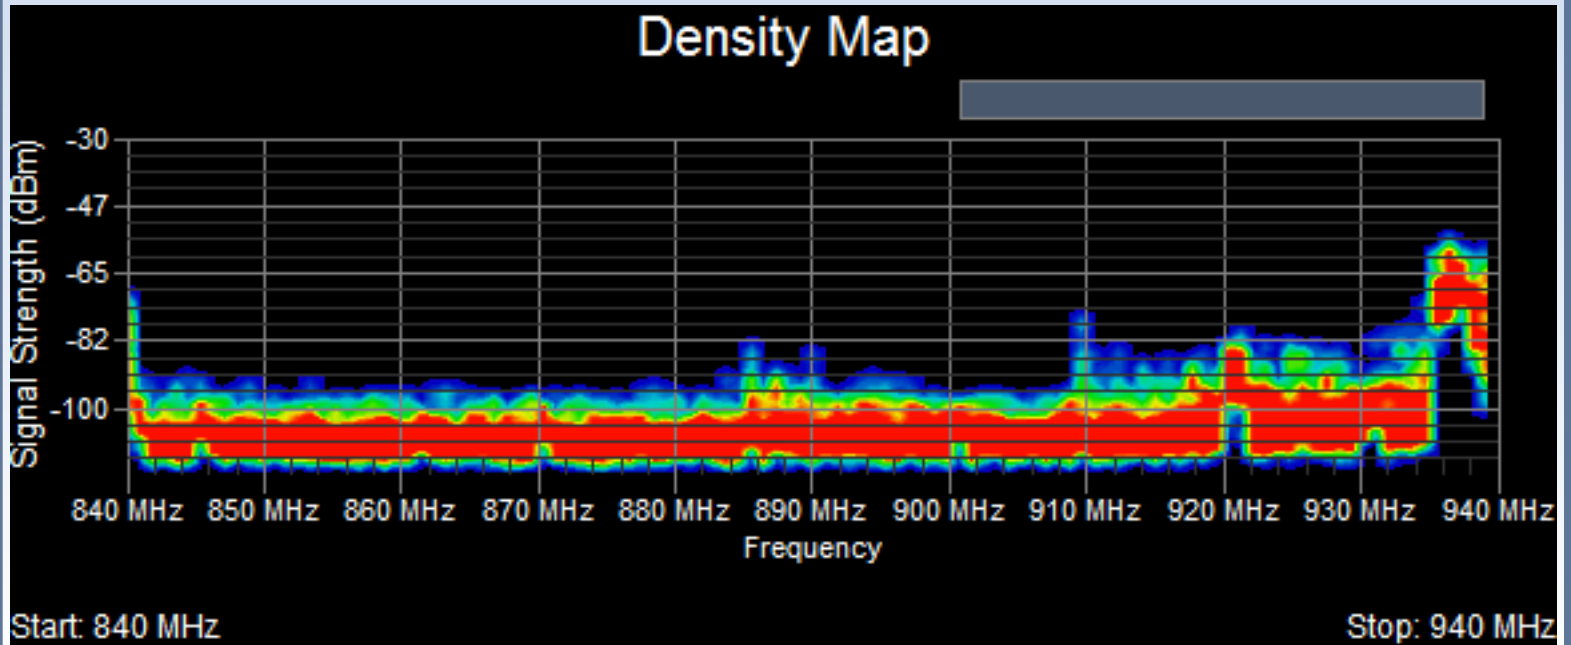 Density Map
Signal Strength (dBm)
-30
-47
-65
-82
-100
840 MHz 850 MHz 860 MHz 870 MHz 880 MHz 890 MHz 900 MHz 910 MHz 920 MHz 930 MHz 940 MHz
Frequency
Start: 840 MHz Stop: 940 MHz